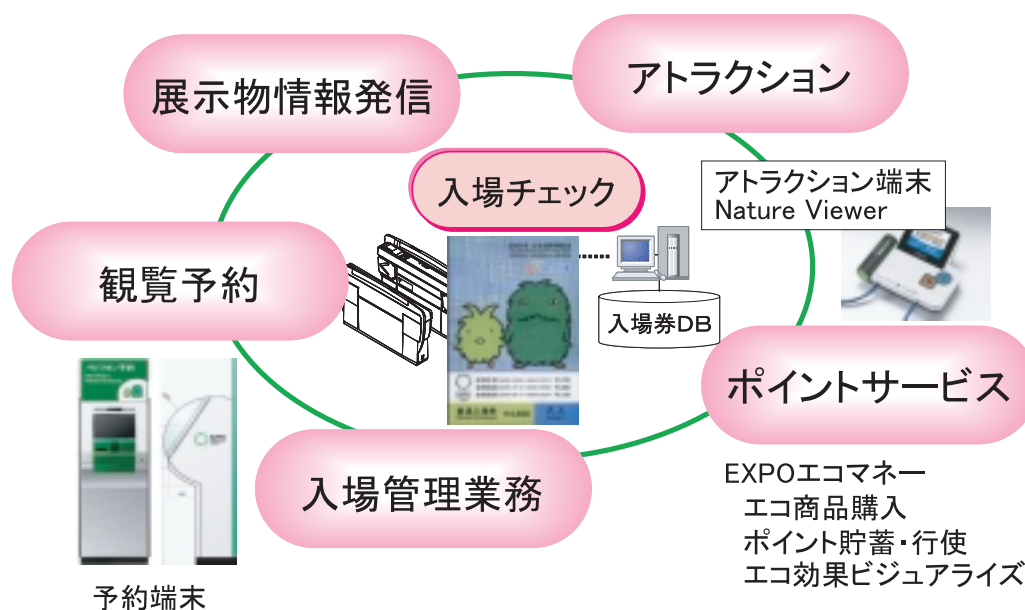 展示物情報発信
アトラクション
入場チェック
アトラクション端末
Nature Viewer
観覧予約
入場券DB
ポイントサービス
入場管理業務
EXPOエコマネー
エコ商品購入
ポイント貯蓄・行使
エコ効果ビジュアライズ
予約端末